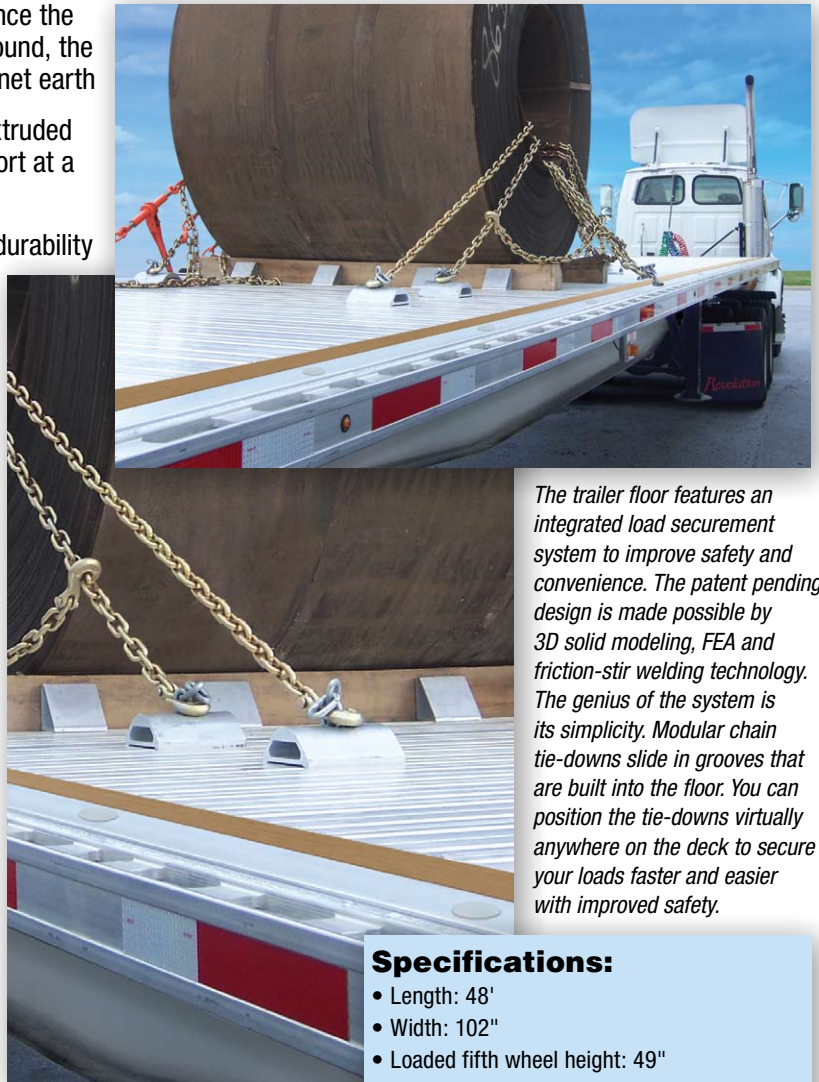 nce the
ound, the
net earth
xtruded
ort at a
durability
863
Revolution
The trailer floor features an
integrated load securement
system to improve safety and
convenience. The patent pending
design is made possible by
3D solid modeling, FEA and
friction-stir welding technology.
The genius of the system is
its simplicity. Modular chain
tie-downs slide in grooves that
are built into the floor. You can
position the tie-downs virtually
anywhere on the deck to secure
your loads faster and easier
with improved safety.
Specifications:
• Length: 48'
• Width: 102"
• Loaded fifth wheel height: 49"